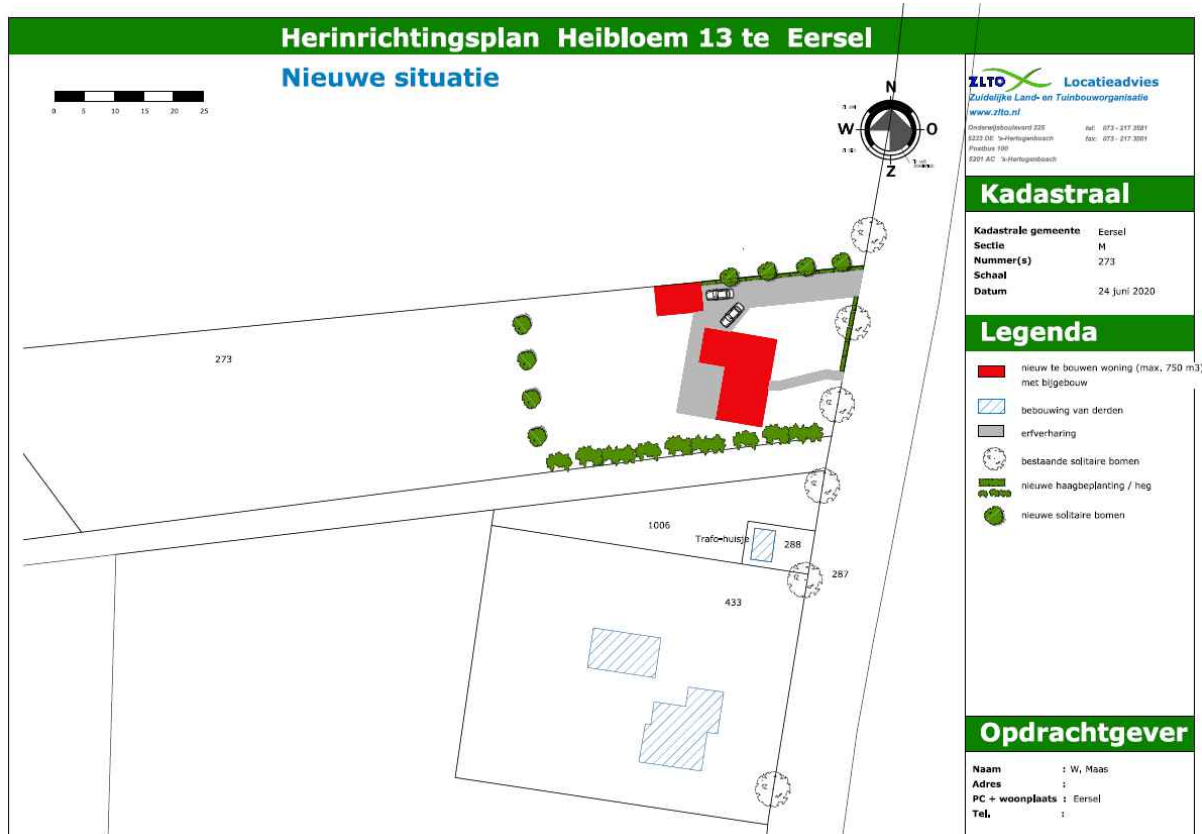 Herinrichtingsplan Heibloem 13 te Eersel
Nieuwe situatie
0 5 10 15 20 25
N
W O
Z
ZLTO Locatieadvies
Zuidelijke Land- en Tuinbouworganisatie
www.zlto.nl
Onderwijsboulevard 225 tel: 073 - 217 3581
5223 DE 's-Hertogenbosch fax: 073 - 217 3501
Postbus 100
5201 AC 's-Hertogenbosch
Kadastraal
Kadastrale gemeente Eersel
Sectie M
Nummer(s) 273
Schaal
Datum 24 juni 2020
Legenda
nieuw te bouwen woning (max. 750 m3)
met bijgebouw
bebouwing van derden
erfverharing
bestaande solitaire bomen
nieuwe haagbeplanting / heg
nieuwe solitaire bomen
273
1006
Trafo-huisje
288
287
433
Opdrachtgever
Naam : W, Maas
Adres :
PC + woonplaats : Eersel
Tel. :